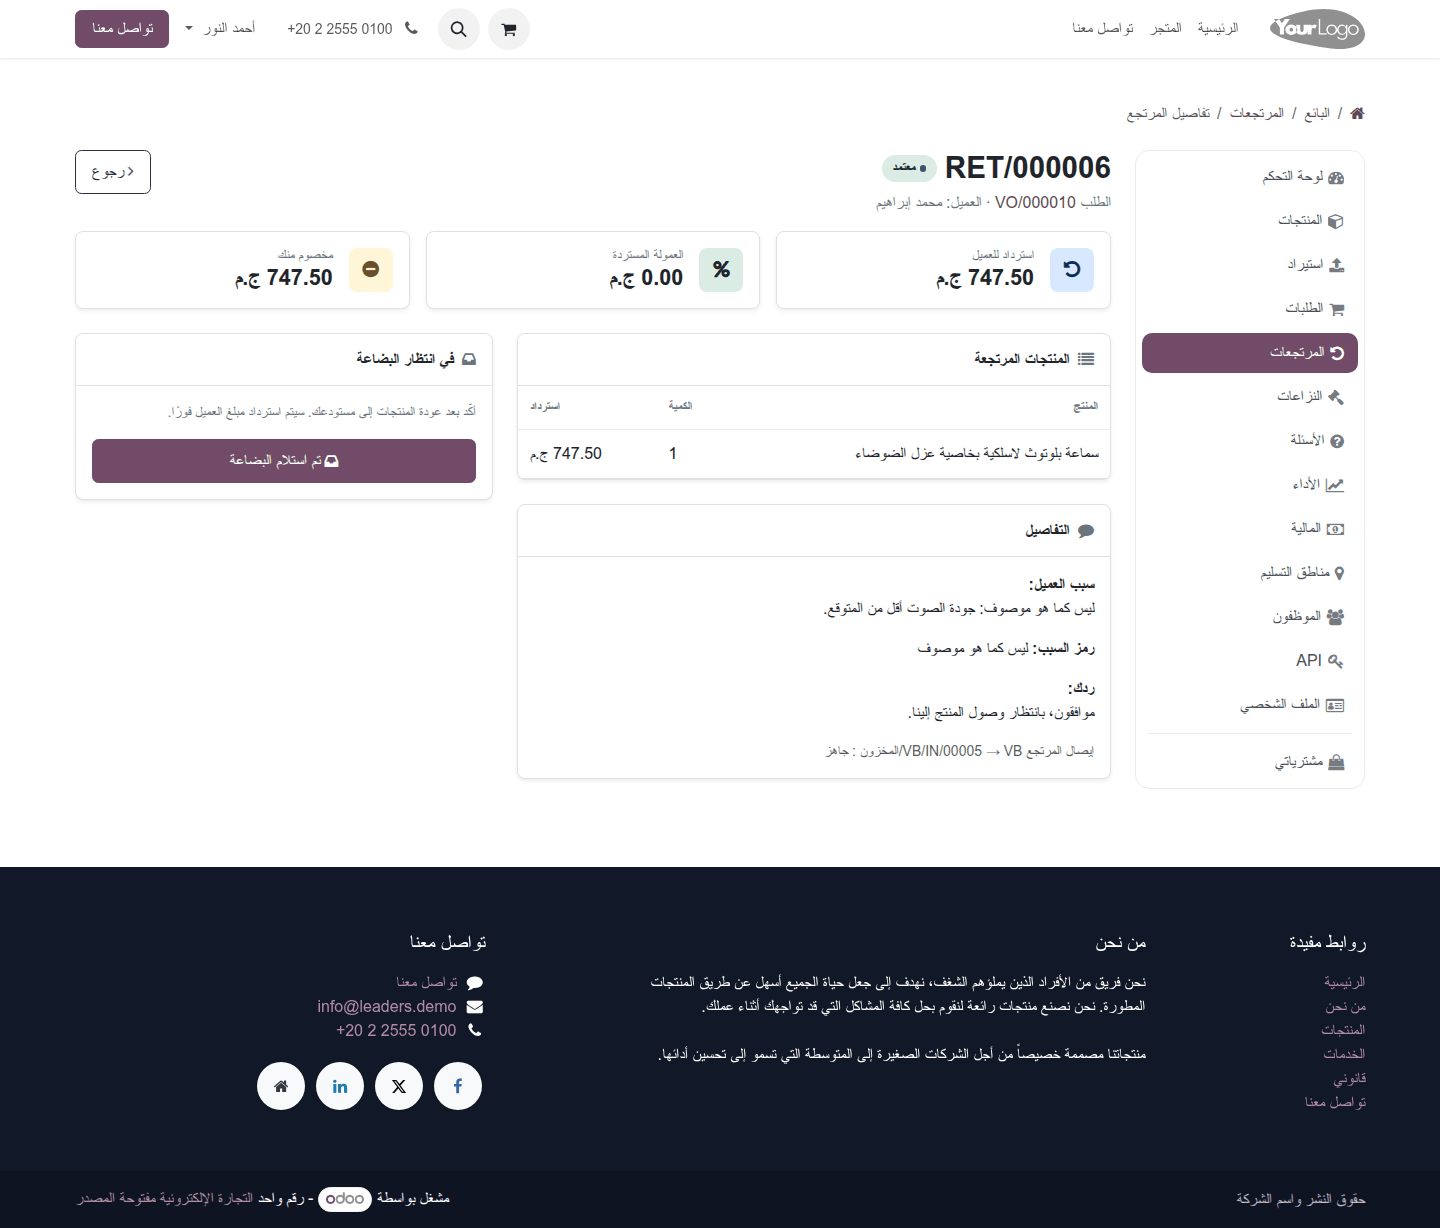 YourLogo
الرئيسية
المتجر
تواصل معنا
+20 2 2555 0100
أحمد النور
تواصل معنا
/ البائع / المرتجعات / تفاصيل المرتجع
لوحة التحكم
المنتجات
استيراد
الطلبات
المرتجعات
النزاعات
الأسئلة
الأداء
المالية
مناطق التسليم
الموظفون
API
الملف الشخصي
مشترياتي
RET/000006
معتمد
رجوع
الطلب VO/000010 · العميل: محمد إبراهيم
استرداد للعميل
747.50 ج.م
العمولة المستردة
0.00 ج.م
مخصوم منك
747.50 ج.م
المنتجات المرتجعة
المنتج الكمية استرداد
سماعة بلوتوث لاسلكية بخاصية عزل الضوضاء 1 747.50 ج.م
في انتظار البضاعة
أكّد بعد عودة المنتجات إلى مستودعك. سيتم استرداد مبلغ العميل فورًا.
تم استلام البضاعة
التفاصيل
سبب العميل:
ليس كما هو موصوف: جودة الصوت أقل من المتوقع.
رمز السبب: ليس كما هو موصوف
ردك:
موافقون، بانتظار وصول المنتج إلينا.
إيصال المرتجع VB/IN/00005 → VB/المخزون : جاهز
روابط مفيدة
الرئيسية
من نحن
المنتجات
الخدمات
قانوني
تواصل معنا
من نحن
نحن فريق من الأفراد الذين يملؤهم الشغف، نهدف إلى جعل حياة الجميع أسهل عن طريق المنتجات
المطورة. نحن نصنع منتجات رائعة لنقوم بحل كافة المشاكل التي قد تواجهك أثناء عملك.
منتجاتنا مصممة خصيصاً من أجل الشركات الصغيرة إلى المتوسطة التي تسمو إلى تحسين أدائها.
تواصل معنا
تواصل معنا
info@leaders.demo
+20 2 2555 0100
حقوق النشر واسم الشركة
مشغل بواسطة odoo - رقم واحد التجارة الإلكترونية مفتوحة المصدر